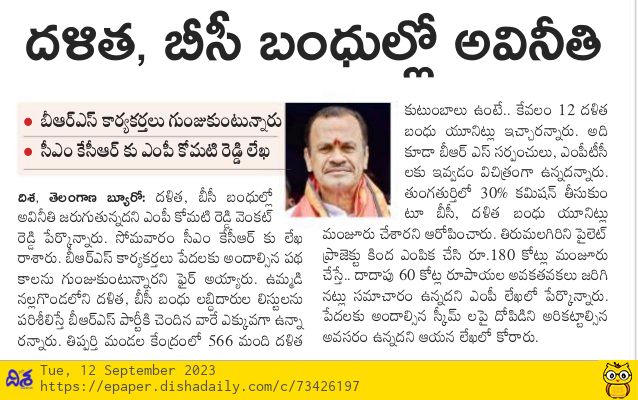 దళిత, బీసీ బంధుల్లో అవినీతి
• బీఆర్ఎస్ కార్యకర్తలు గుంజుకుంటున్నారు
• సీఎం కేసీఆర్ కు ఎంపీ కోమటి రెడ్డి లేఖ
దిశ, తెలంగాణ బ్యూరో: దళిత, బీసీ బంధుల్లో
అవినీతి జరుగుతున్నదని ఎంపీ కోమటి రెడ్డి వెంకట్
రెడ్డి పేర్కొన్నారు. సోమవారం సీఎం కేసీఆర్ కు లేఖ
రాశారు. బీఆర్ఎస్ కార్యకర్తలు పేదలకు అందాల్సిన పథ
కాలను గుంజుకుంటున్నారని ఫైర్ అయ్యారు. ఉమ్మడి
నల్లగొండలోని దళిత, బీసీ బంధు లబ్ధిదారుల లిస్టులను
పరిశీలిస్తే బీఆర్ఎస్ పార్టీకి చెందిన వారే ఎక్కువగా ఉన్నా
రన్నారు. తిప్పర్తి మండల కేంద్రంలో 566 మంది దళిత
కుటుంబాలు ఉంటే.. కేవలం 12 దళిత
బంధు యూనిట్లు ఇచ్చారన్నారు. అది
కూడా బీఆర్ ఎస్ సర్పంచులు, ఎంపీటీసీ
లకు ఇవ్వడం విచిత్రంగా ఉన్నదన్నారు.
తుంగతుర్తిలో 30% కమిషన్ తీసుకుం
టూ బీసీ, దళిత బంధు యూనిట్లు
మంజూరు చేశారని ఆరోపించారు. తిరుమలగిరిని పైలెట్
ప్రాజెక్టు కింద ఎంపిక చేసి రూ.180 కోట్లు మంజూరు
చేస్తే.. దాదాపు 60 కోట్ల రూపాయల అవకతవకలు జరిగి
నట్లు సమాచారం ఉన్నదని ఎంపీ లేఖలో పేర్కొన్నారు.
పేదలకు అందాల్సిన స్కీమ్ లపై దోపిడిని అరికట్టాల్సిన
అవసరం ఉన్నదని ఆయన లేఖలో కోరారు.
దిశ
Tue, 12 September 2023
https://epaper.dishadaily.com/c/73426197